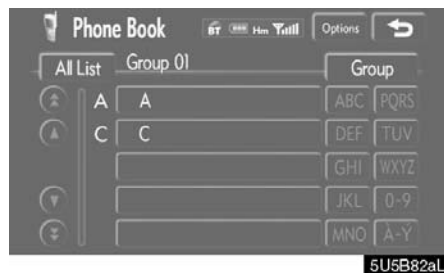 Phone Book BT Hm Options
All List Group 01 Group
A A ABC PQRS
C C DEF TUV
GHI WXYZ
JKL 0-9
MNO À-Ý
5U5B82aL